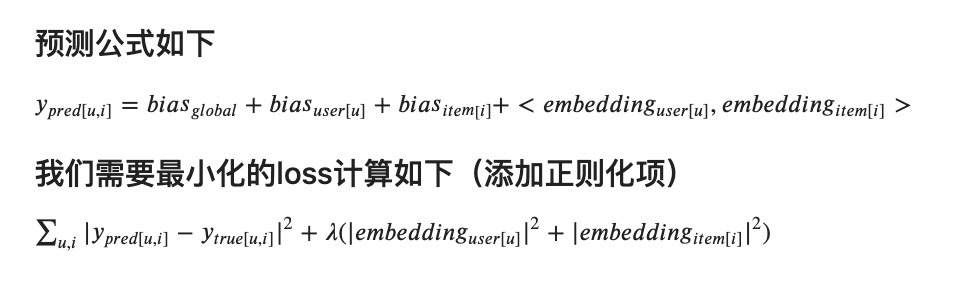 预测公式如下
y_{pred[u,i]} = bias_{global} + bias_{user[u]} + bias_{item[i]} + < embedding_{user[u]}, embedding_{item[i]} >
我们需要最小化的loss计算如下（添加正则化项）
∑_{u,i} |y_{pred[u,i]} − y_{true[u,i]}|^2 + λ(|embedding_{user[u]}|^2 + |embedding_{item[i]}|^2)